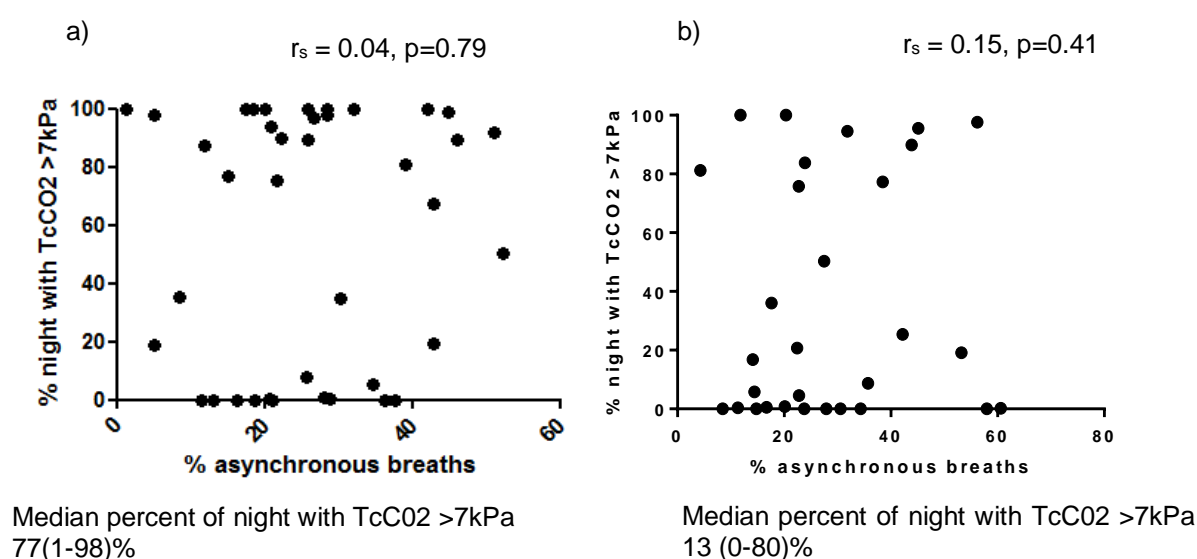 a)
rs = 0.04, p=0.79
% night with TcCO2 >7kPa
100
80
60
40
20
0
0
20
40
60
% asynchronous breaths
Median percent of night with TcC02 >7kPa
77(1-98)%
b)
rs = 0.15, p=0.41
% night with TcCO2 >7kPa
100
80
60
40
20
0
0
20
40
60
80
% asynchronous breaths
Median percent of night with TcC02 >7kPa
13 (0-80)%